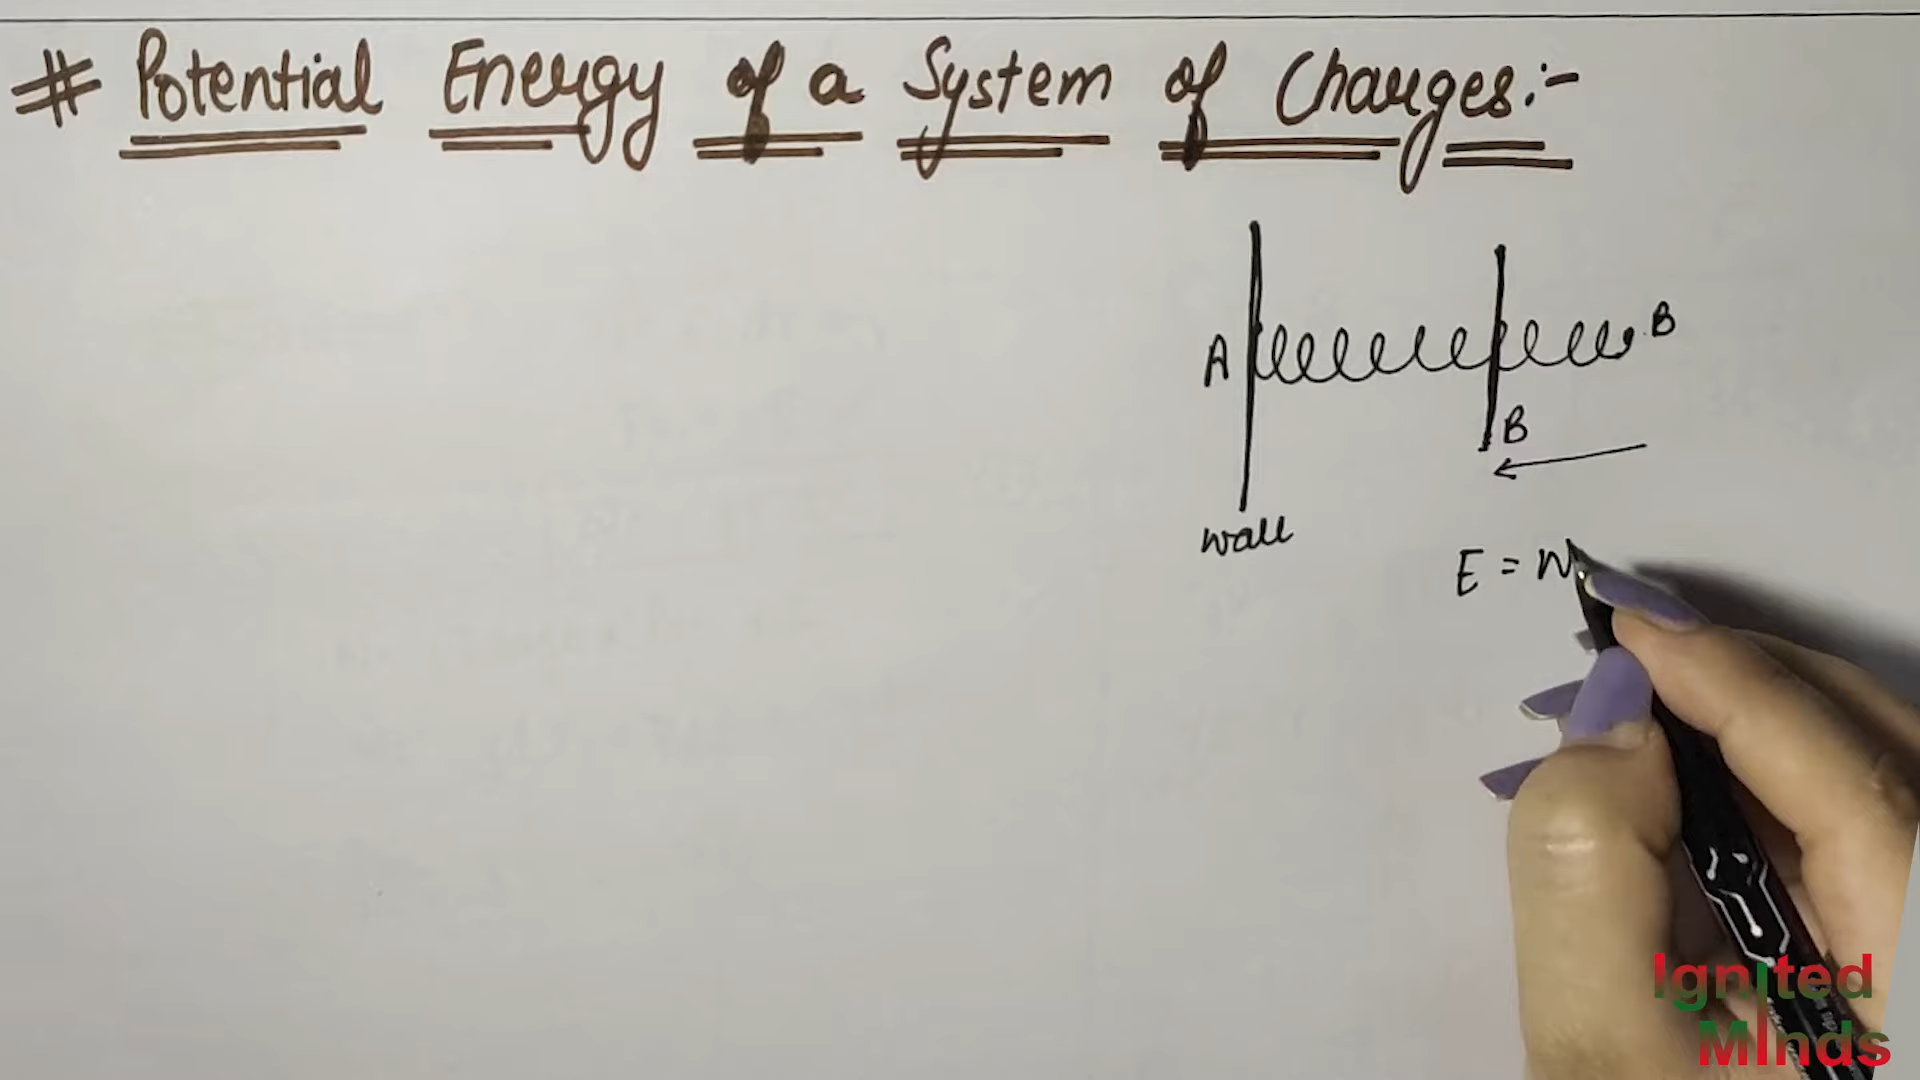 # Potential Energy of a System of Charges:-
A
B
B
wall
E = W
Ignited
Minds